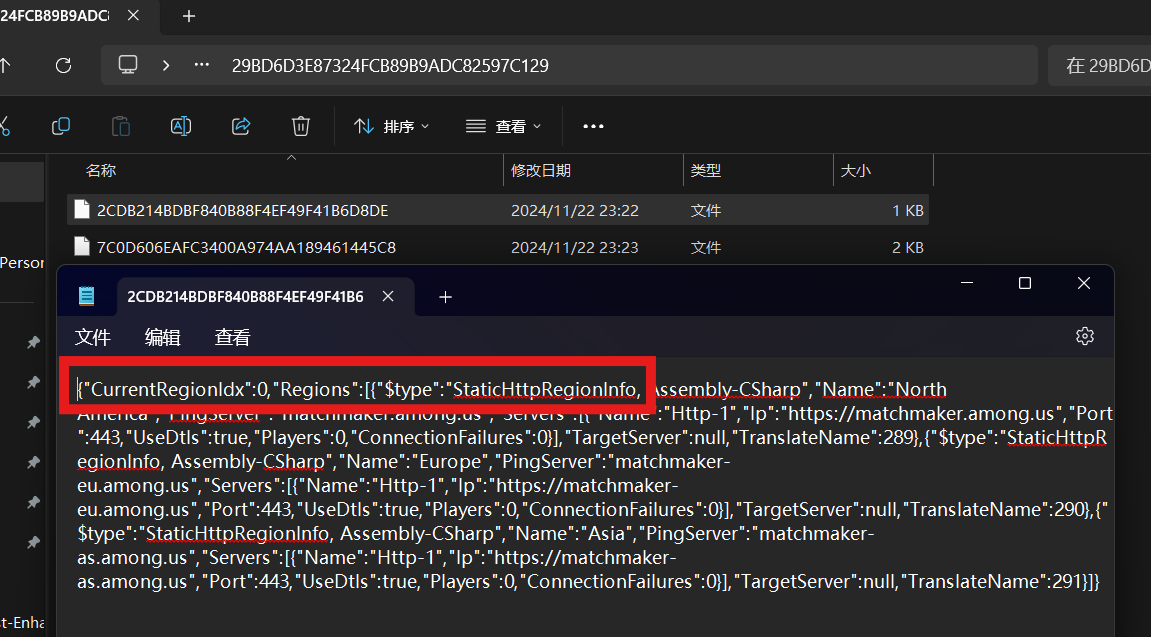 24FCB89B9ADC
29BD6D3E87324FCB89B9ADC82597C129
在 29BD6D
排序
查看
名称 修改日期 类型 大小
2CDB214BDBF840B88F4EF49F41B6D8DE 2024/11/22 23:22 文件 1 KB
7C0D606EAFC3400A974AA189461445C8 2024/11/22 23:23 文件 2 KB
Person
2CDB214BDBF840B88F4EF49F41B6
文件 编辑 查看
{"CurrentRegionIdx":0,"Regions":[{"$type":"StaticHttpRegionInfo, Assembly-CSharp","Name":"North
America","PingServer":"matchmaker.among.us","Servers":[{"Name":"Http-1","Ip":"https://matchmaker.among.us","Port
":443,"UseDtls":true,"Players":0,"ConnectionFailures":0}],"TargetServer":null,"TranslateName":289},{"$type":"StaticHttpR
egionInfo, Assembly-CSharp","Name":"Europe","PingServer":"matchmaker-
eu.among.us","Servers":[{"Name":"Http-1","Ip":"https://matchmaker-
eu.among.us","Port":443,"UseDtls":true,"Players":0,"ConnectionFailures":0}],"TargetServer":null,"TranslateName":290},{"
$type":"StaticHttpRegionInfo, Assembly-CSharp","Name":"Asia","PingServer":"matchmaker-
as.among.us","Servers":[{"Name":"Http-1","Ip":"https://matchmaker-
as.among.us","Port":443,"UseDtls":true,"Players":0,"ConnectionFailures":0}],"TargetServer":null,"TranslateName":291}]}
t-Enha